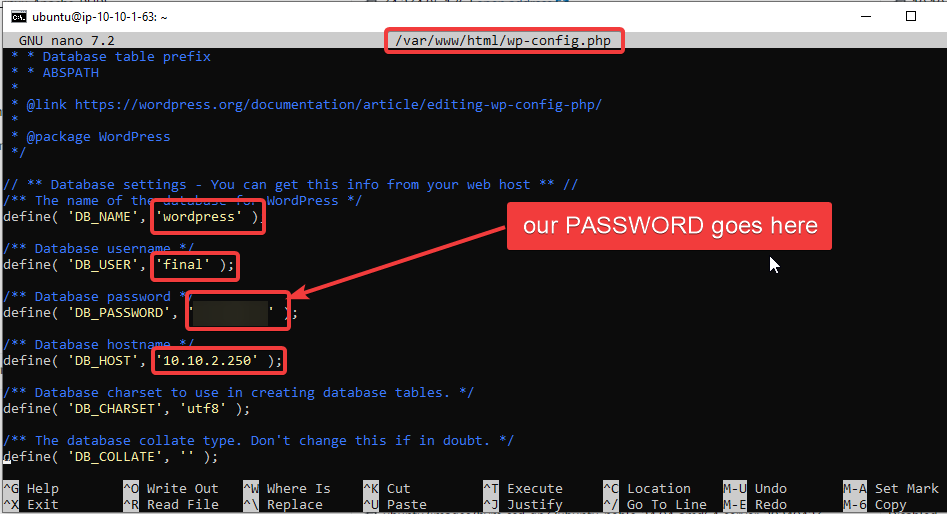 ubuntu@ip-10-10-1-63: ~
GNU nano 7.2 /var/www/html/wp-config.php
* * Database table prefix
* * ABSPATH
*
* @link https://wordpress.org/documentation/article/editing-wp-config-php/
*
* @package WordPress
*/
// ** Database settings - You can get this info from your web host ** //
/** The name of the database for WordPress */
define( 'DB_NAME', 'wordpress' );
our PASSWORD goes here
/** Database username */
define( 'DB_USER', 'final' );
/** Database password */
define( 'DB_PASSWORD', ' ' );
/** Database hostname */
define( 'DB_HOST', '10.10.2.250' );
/** Database charset to use in creating database tables. */
define( 'DB_CHARSET', 'utf8' );
/** The database collate type. Don't change this if in doubt. */
define( 'DB_COLLATE', '' );
^G Help ^O Write Out ^W Where Is ^K Cut ^T Execute ^C Location M-U Undo M-A Set Mark
^X Exit ^R Read File ^\ Replace ^U Paste ^J Justify ^/ Go To Line M-E Redo M-6 Copy